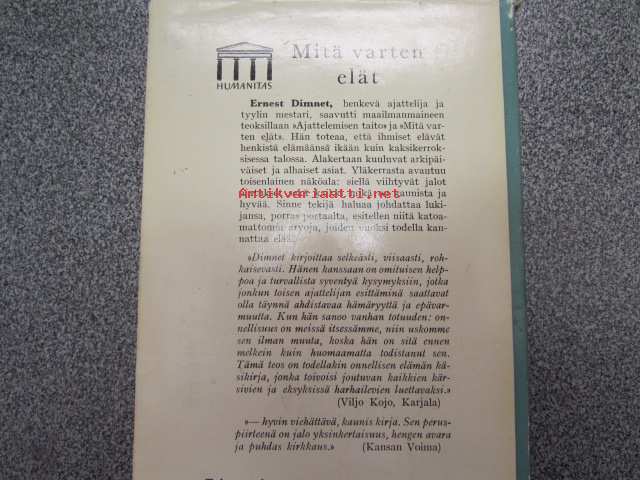 Mitä varten
elät
HUMANITAS
Ernest Dimnet, henkevä ajattelija ja
tyylin mestari, saavutti maailmanmaineen
teoksillaan »Ajattelemisen taito» ja »Mitä var-
ten elät». Hän toteaa, että ihmiset elävät
henkistä elämäänsä ikään kuin kaksikerrok-
sisessa talossa. Alakertaan kuuluvat arkipäi-
väiset ja alhaiset asiat. Yläkerrasta avautuu
toisenlainen näköala: siellä viihtyvät jalot
mikä on kaunista ja
Antikvariaatti.net
hyvää. Sinne tekijä haluaa johdattaa luki-
jansa, porras portaalta, esitellen niitä katoa-
mattomia arvoja, joiden vuoksi todella kan-
nattaa elää.
»Dimnet kirjoittaa selkeästi, viisaasti, roh-
kaisevasti. Hänen kanssaan on omituisen help-
poa ja turvallista syventyä kysymyksiin, jotka
jonkun toisen ajattelijan esittäminä saattavat
olla täynnä ahdistavaa hämäryyttä ja epävar-
muutta. Kun hän sanoo vanhan totuuden: on-
nellisuus on meissä itsessämme, niin uskomme
sen ilman muuta, koska hän on sitä ennen
melkein kuin huomaamatta todistanut sen.
Tämä teos on todellakin onnellisen elämän kä-
sikirja, jonka toivoisi joutuvan kaikkien kär-
sivien ja eksyksissä harhailevien luettavaksi.»
(Viljo Kojo, Karjala)
»— hyvin viehättävä, kaunis kirja. Sen perus-
piirteenä on jalo yksinkertaisuus, hengen avara
ja puhdas kirkkaus.» (Kansan Voima)